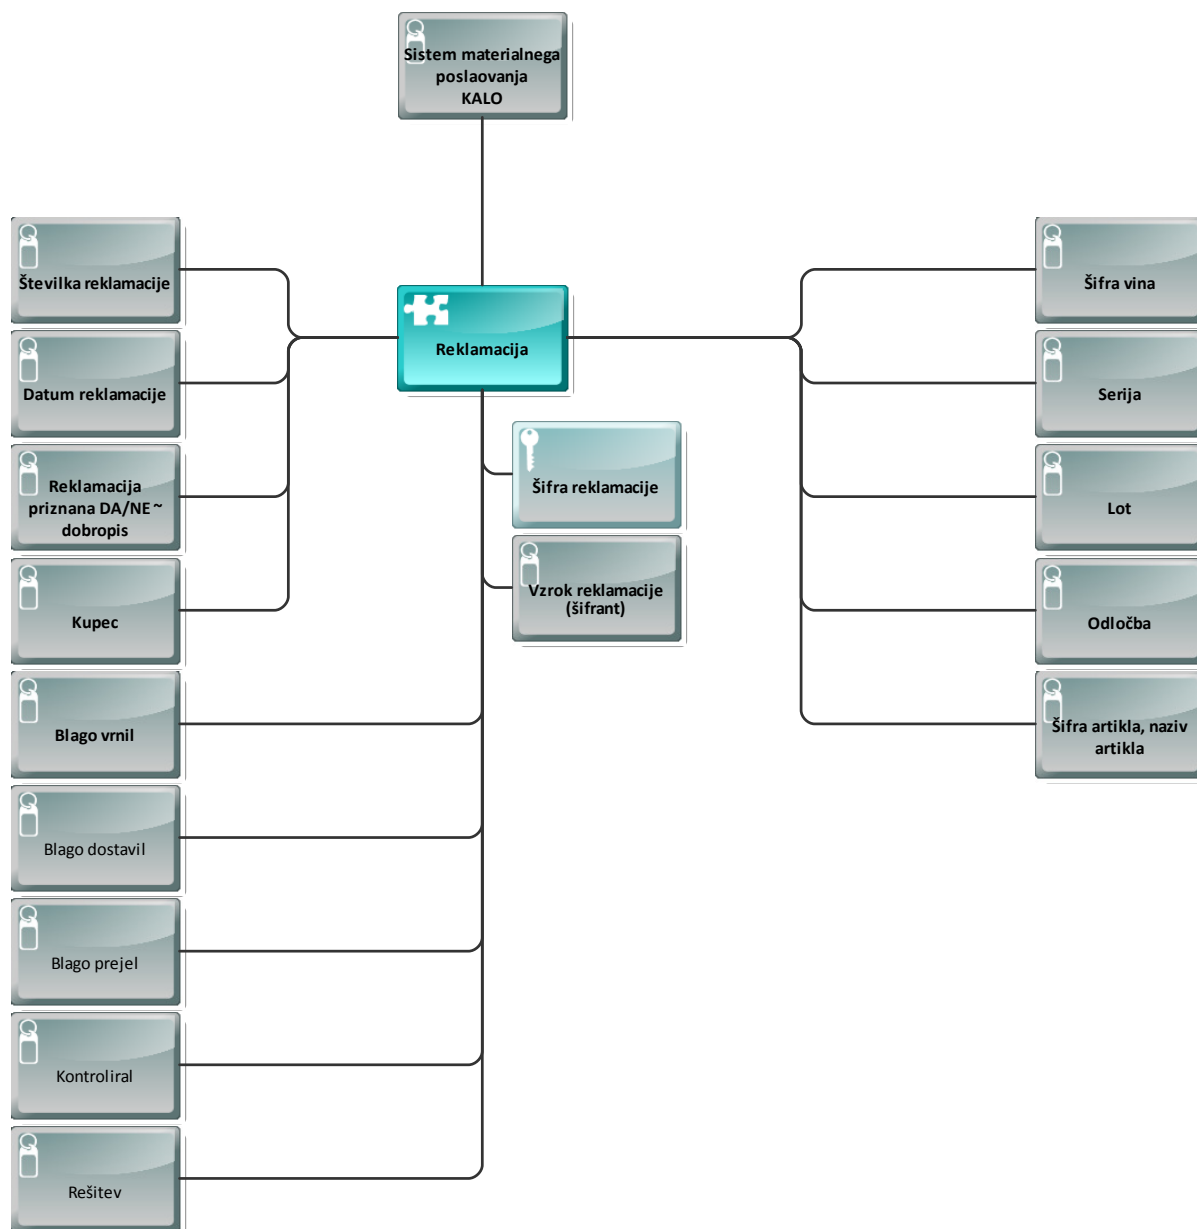 Sistem materialnega
poslaovanja
KALO
Številka reklamacije
Datum reklamacije
Reklamacija
priznana DA/NE ~
dobropis
Kupec
Blago vrnil
Blago dostavil
Blago prejel
Kontroliral
Rešitev
Reklamacija
Šifra reklamacije
Vzrok reklamacije
(šifrant)
Šifra vina
Serija
Lot
Odločba
Šifra artikla, naziv
artikla